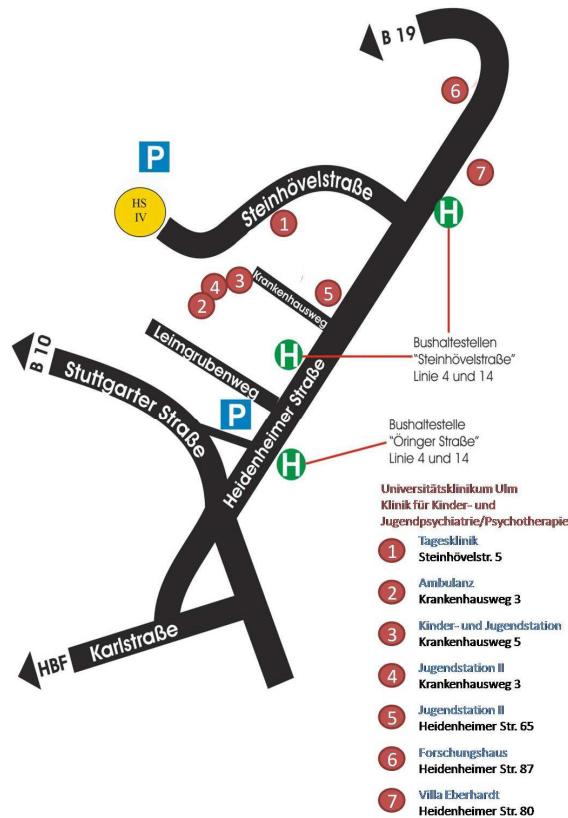 B 19
6
7
P
HS
IV
Steinhövelstraße
H
1
4
3
2
Krankenhausweg
5
Leimgrubenweg
H
Bushaltestellen
"Steinhövelstraße"
Linie 4 und 14
B 10
Stuttgarter Straße
P
Heidenheimer Straße
H
Bushaltestelle
"Öringer Straße"
Linie 4 und 14
HBF
Karlstraße
Universitätsklinikum Ulm
Klinik für Kinder- und
Jugendpsychiatrie/Psychotherapie
1 Tagesklinik
Steinhövelstr. 5
2 Ambulanz
Krankenhausweg 3
3 Kinder- und Jugendstation
Krankenhausweg 5
4 Jugendstation II
Krankenhausweg 3
5 Jugendstation II
Heidenheimer Str. 65
6 Forschungshaus
Heidenheimer Str. 87
7 Villa Eberhardt
Heidenheimer Str. 80